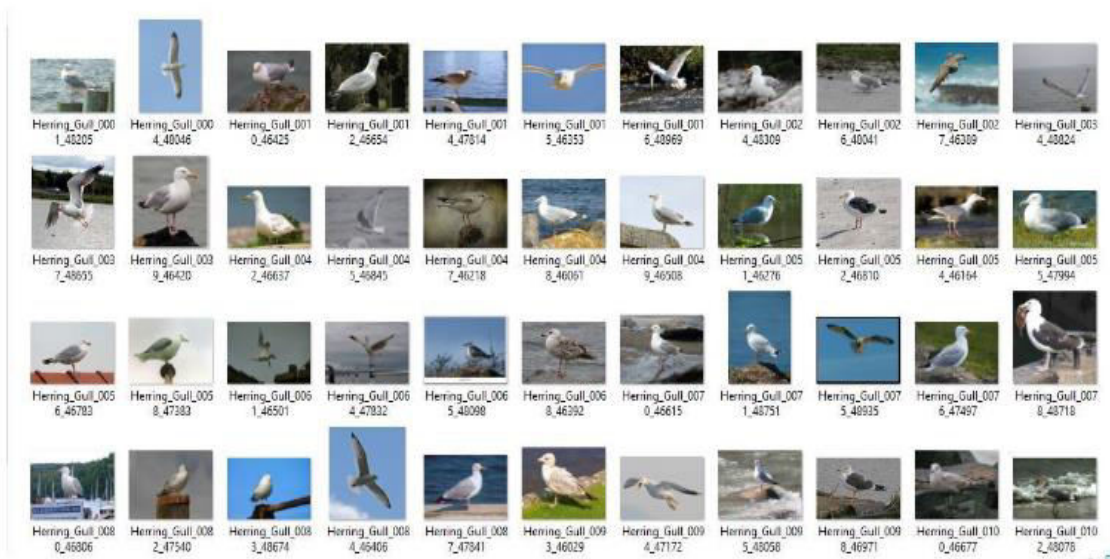 Herring_Gull_000
1_48205
Herring_Gull_000
4_48046
Herring_Gull_001
0_46425
Herring_Gull_001
2_46654
Herring_Gull_001
4_47814
Herring_Gull_001
5_46353
Herring_Gull_001
6_48969
Herring_Gull_002
4_48309
Herring_Gull_002
6_48041
Herring_Gull_002
7_46389
Herring_Gull_003
4_48824
Herring_Gull_003
7_48655
Herring_Gull_003
9_46420
Herring_Gull_004
2_46637
Herring_Gull_004
5_46845
Herring_Gull_004
7_46218
Herring_Gull_004
8_46061
Herring_Gull_004
9_46508
Herring_Gull_005
1_46276
Herring_Gull_005
2_46810
Herring_Gull_005
4_46164
Herring_Gull_005
5_47994
Herring_Gull_005
6_46783
Herring_Gull_005
8_47383
Herring_Gull_006
1_46501
Herring_Gull_006
4_47832
Herring_Gull_006
5_48098
Herring_Gull_006
8_46392
Herring_Gull_007
0_46615
Herring_Gull_007
1_48751
Herring_Gull_007
5_48935
Herring_Gull_007
6_47497
Herring_Gull_007
8_48718
Herring_Gull_008
0_46806
Herring_Gull_008
2_47540
Herring_Gull_008
3_48674
Herring_Gull_008
4_46406
Herring_Gull_008
7_47841
Herring_Gull_009
3_46029
Herring_Gull_009
4_47172
Herring_Gull_009
5_48058
Herring_Gull_009
8_46971
Herring_Gull_010
0_46677
Herring_Gull_010
2_48078